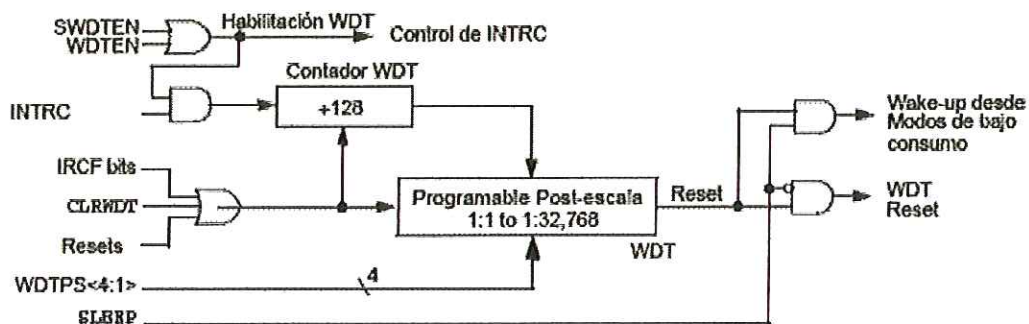 SWDTEN
WDTEN
Habilitación WDT
Control de INTRC
Contador WDT
INTRC
÷128
Wake-up desde
Modos de bajo
consumo
IRCF bits
CLRWDT
Resets
Programable Post-escala
1:1 to 1:32,768
Reset
WDT
Reset
WDT
WDTPS<4:1>
4
SLEEP